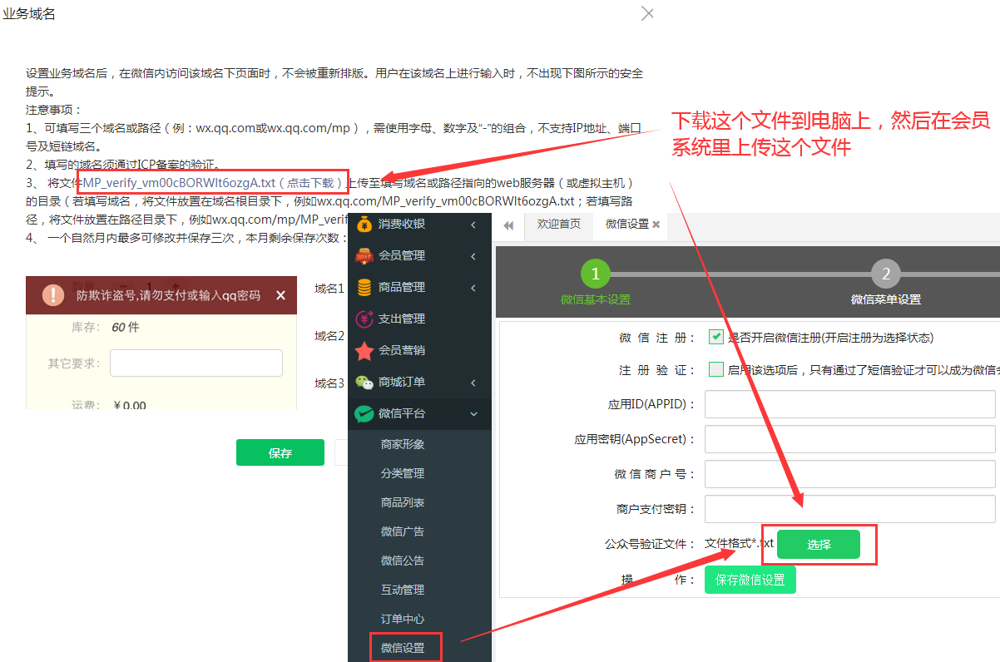 业务域名
设置业务域名后，在微信内访问该域名下页面时，不会被重新排版。用户在该域名上进行输入时，不出现下图所示的安全
提示。
注意事项：
1、可填写三个域名或路径（例：wx.qq.com或wx.qq.com/mp），需使用字母、数字及“-”的组合，不支持IP地址、端口
号及短链域名。
2、填写的域名须通过ICP备案的验证。
3、 将文件MP_verify_vm00cBORWIt6ozgA.txt（点击下载）上传至填写域名或路径指向的web服务器（或虚拟主机）
的目录（若填写域名，将文件放置在域名根目录下，例如wx.qq.com/MP_verify_vm00cBORWIt6ozgA.txt；若填写路
径，将文件放置在路径目录下，例如wx.qq.com/mp/MP_verif
4、 一个自然月内最多可修改并保存三次，本月剩余保存次数：
下载这个文件到电脑上，然后在会员
系统里上传这个文件
防欺诈盗号,请勿支付或输入qq密码
库存： 60 件
其它要求：
运费： ￥0.00
域名1
域名2
域名3
保存
消费收银
会员管理
商品管理
支出管理
会员营销
商城订单
微信平台
商家形象
分类管理
商品列表
微信广告
微信公告
互动管理
订单中心
微信设置
欢迎首页 微信设置
1 2
微信基本设置 微信菜单设置
微 信 注 册： 是否开启微信注册(开启注册为选择状态)
注 册 验 证： 启用该选项后，只有通过了短信验证才可以成为微信
应用ID(APPID)：
应用密钥(AppSecret)：
微 信 商 户 号：
商户支付密钥：
公众号验证文件： 文件格式*.txt 选择
操 作： 保存微信设置